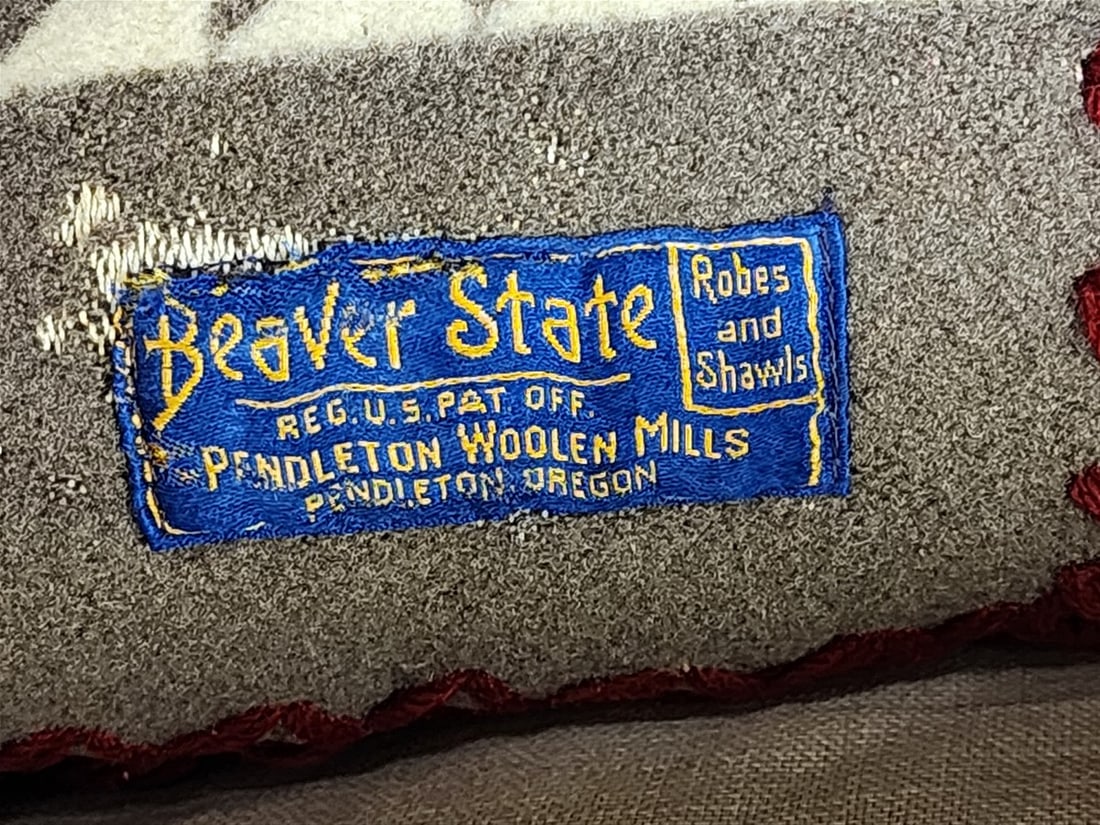 Beaver State
Robes
and
Shawls
REG. U.S. PAT. OFF.
PENDLETON WOOLEN MILLS
PENDLETON, OREGON